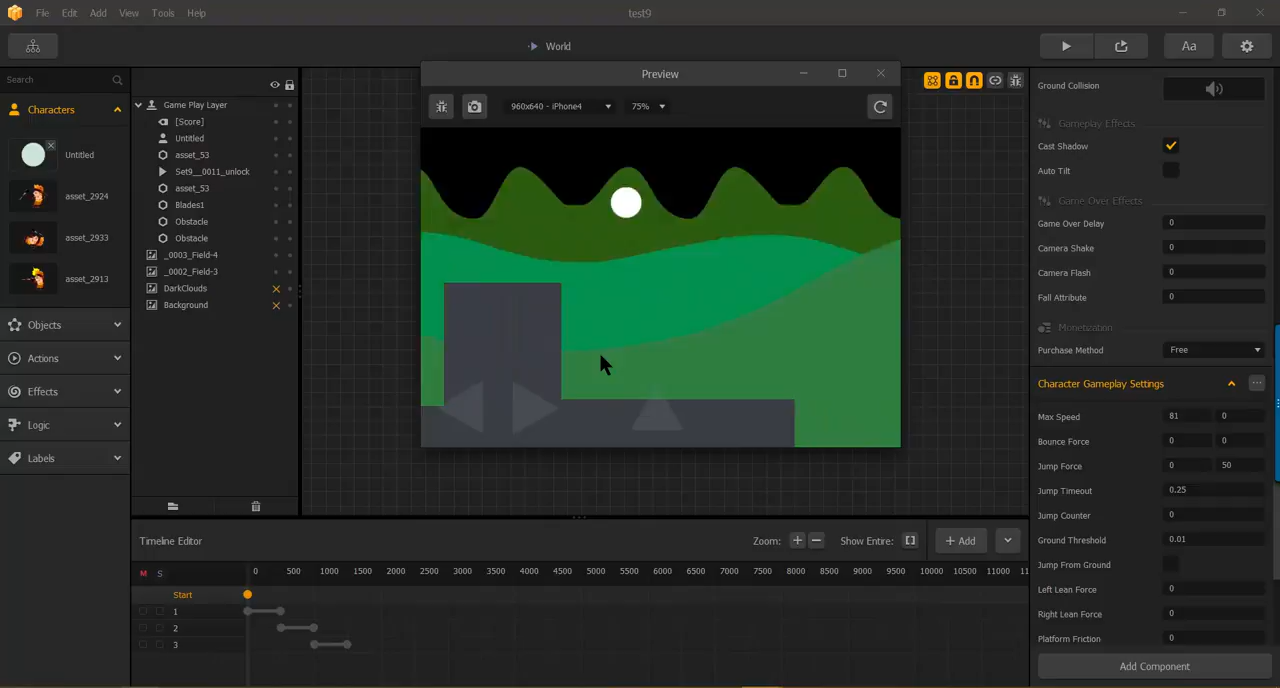 File Edit Add View Tools Help
test9
World
Aa
Search
Characters
Untitled
asset_2924
asset_2933
asset_2913
Objects
Actions
Effects
Logic
Labels
Game Play Layer
[Score]
Untitled
asset_53
Set9__0011_unlock
asset_53
Blades1
Obstacle
Obstacle
_0003_Field-4
_0002_Field-3
DarkClouds
Background
Preview
960x640 - iPhone4 75%
Ground Collision
Gameplay Effects
Cast Shadow
Auto Tilt
Game Over Effects
Game Over Delay 0
Camera Shake 0
Camera Flash 0
Fall Attribute 0
Monetization
Purchase Method Free
Character Gameplay Settings
Max Speed 81 0
Bounce Force 0 0
Jump Force 0 50
Jump Timeout 0.25
Jump Counter 0
Ground Threshold 0.01
Jump From Ground
Left Lean Force 0
Right Lean Force 0
Platform Friction 0
Add Component
Timeline Editor
Zoom: Show Entire: + Add
M S 0 500 1000 1500 2000 2500 3000 3500 4000 4500 5000 5500 6000 6500 7000 7500 8000 8500 9000 9500 10000 10500 11000 11
Start
1
2
3